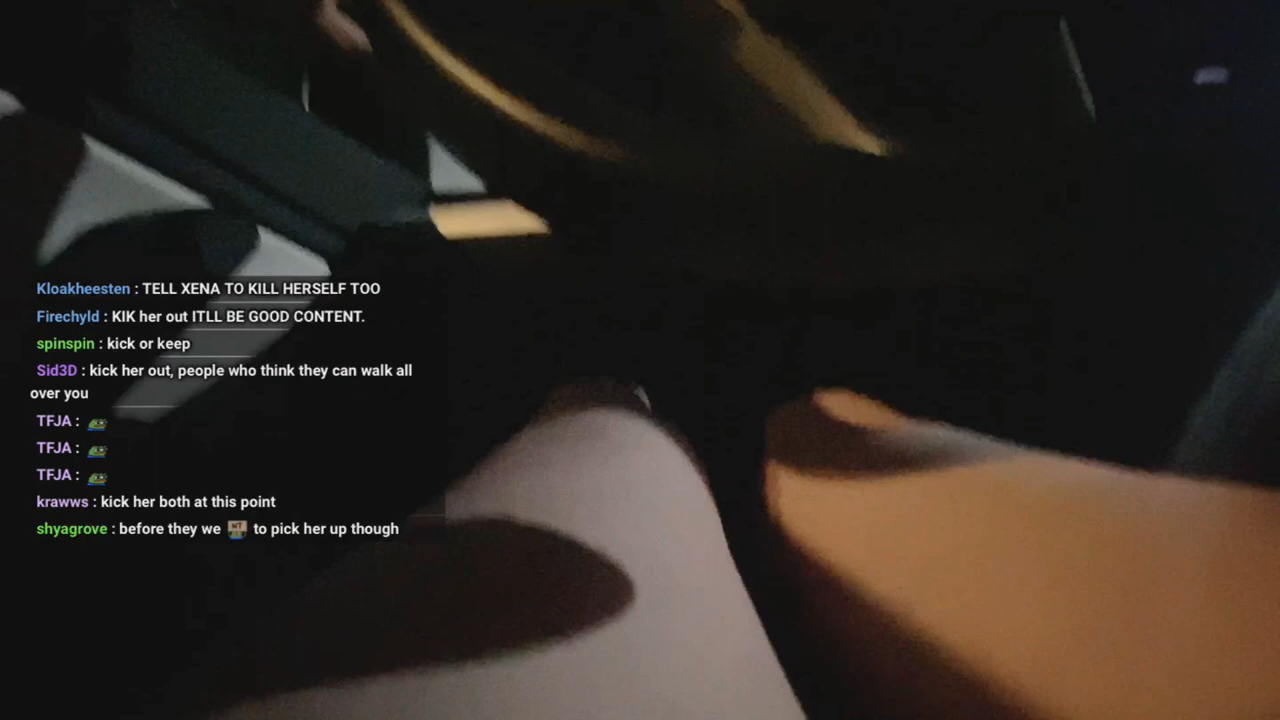 Kloakheesten : TELL XENA TO KILL HERSELF TOO
Firechyld : KIK her out ITLL BE GOOD CONTENT.
spinspin : kick or keep
Sid3D : kick her out, people who think they can walk all
over you
TFJA :
TFJA :
TFJA :
krawws : kick her both at this point
shyagrove : before they we to pick her up though